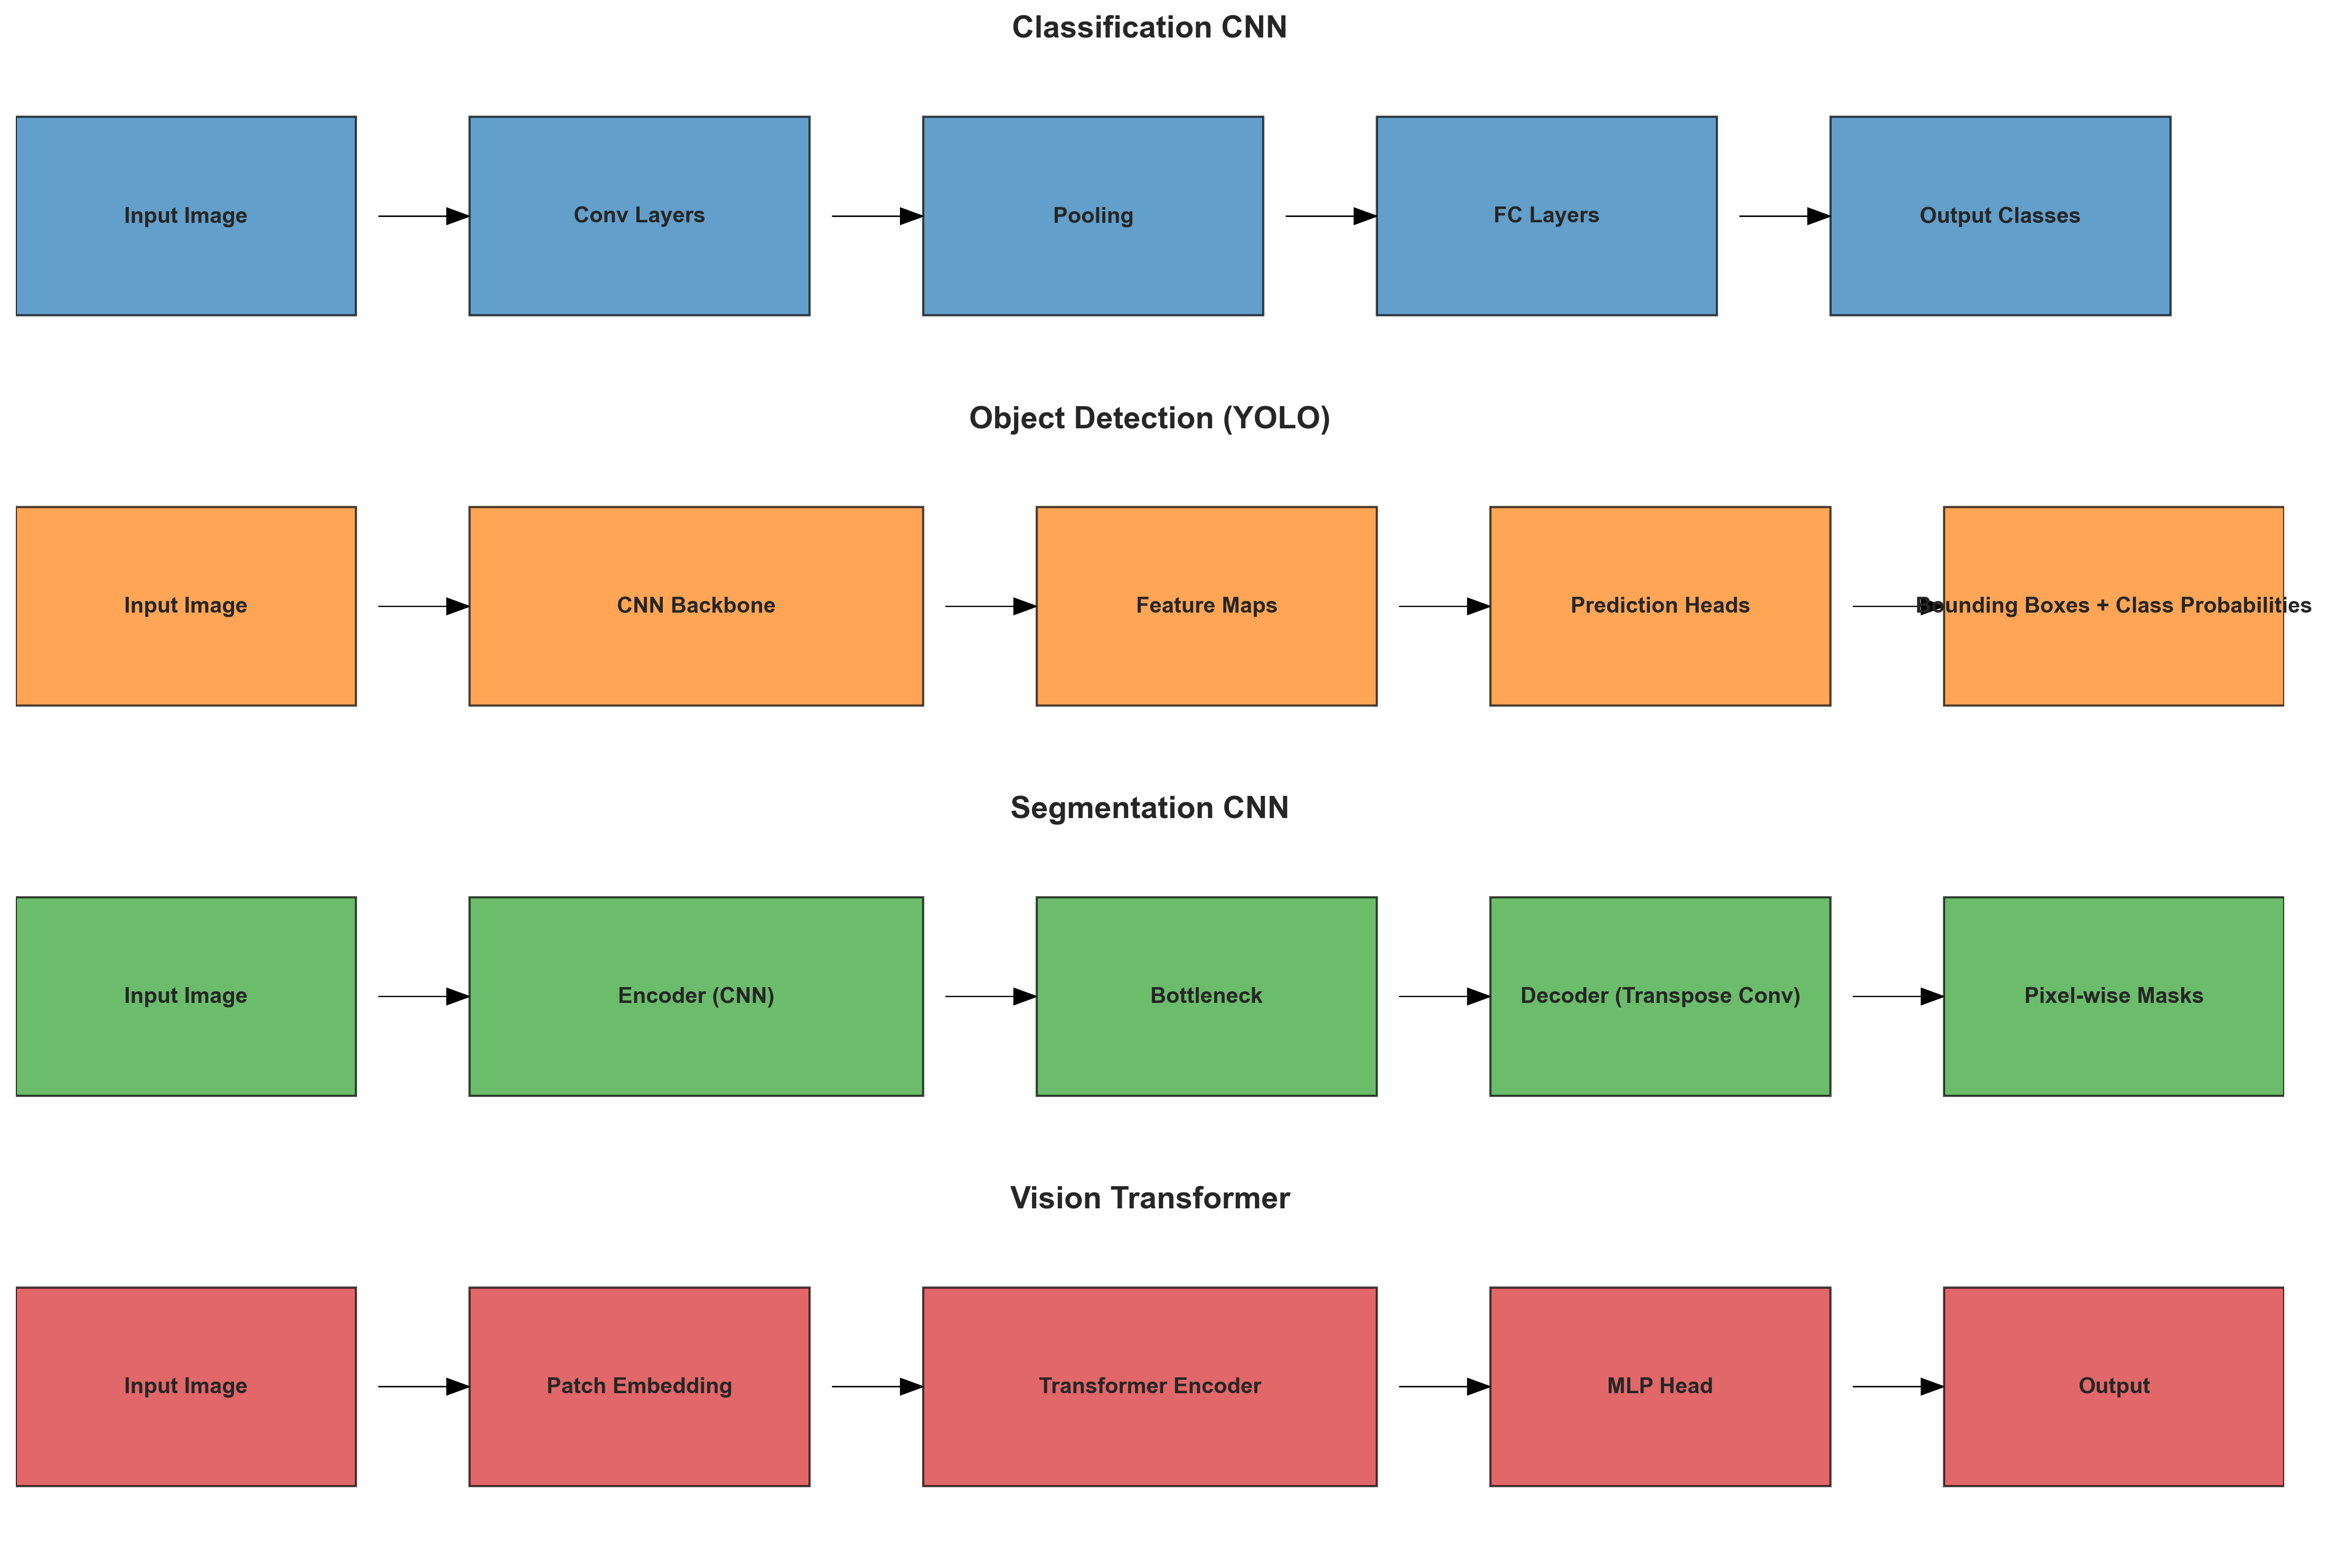 Classification CNN
Input Image
Conv Layers
Pooling
FC Layers
Output Classes
Object Detection (YOLO)
Input Image
CNN Backbone
Feature Maps
Prediction Heads
Bounding Boxes + Class Probabilities
Segmentation CNN
Input Image
Encoder (CNN)
Bottleneck
Decoder (Transpose Conv)
Pixel-wise Masks
Vision Transformer
Input Image
Patch Embedding
Transformer Encoder
MLP Head
Output